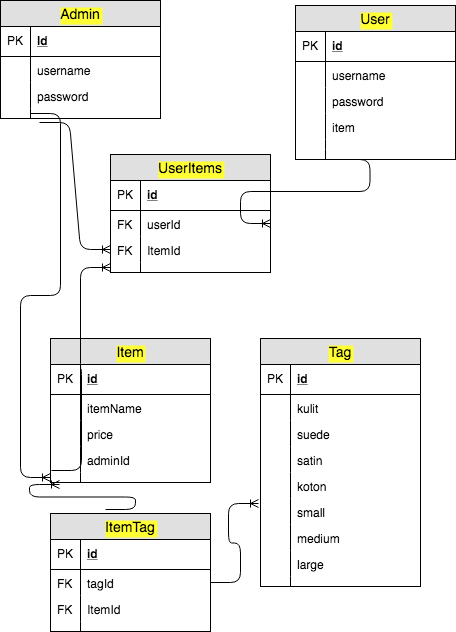 Admin
PK Id
username
password
User
PK id
username
password
item
UserItems
PK id
FK userId
FK ItemId
Item
PK id
itemName
price
adminId
Tag
PK id
kulit
suede
satin
koton
small
medium
large
ItemTag
PK id
FK tagId
FK ItemId